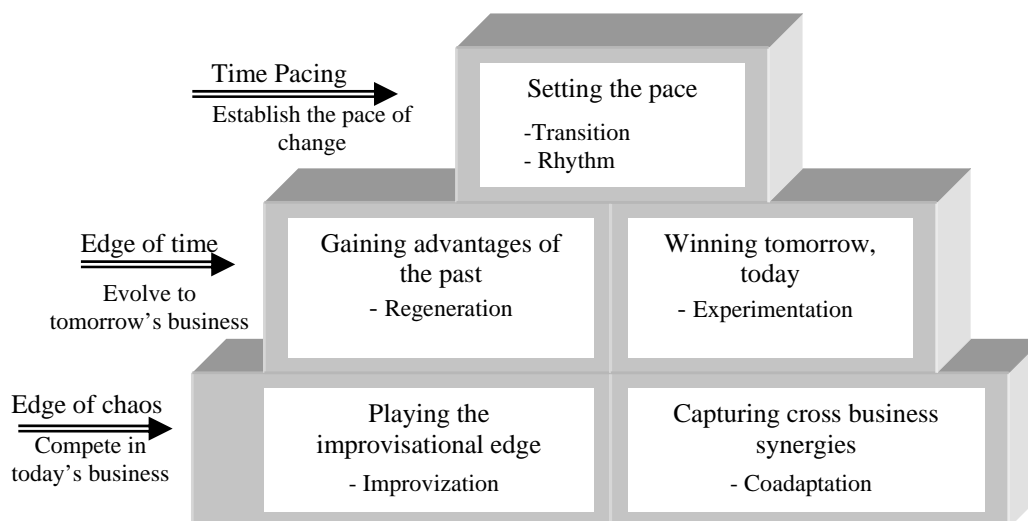 Time Pacing
Establish the pace of
change
Setting the pace
-Transition
- Rhythm
Edge of time
Evolve to
tomorrow’s business
Gaining advantages of
the past
- Regeneration
Winning tomorrow,
today
- Experimentation
Edge of chaos
Compete in
today’s business
Playing the
improvisational edge
- Improvization
Capturing cross business
synergies
- Coadaptation